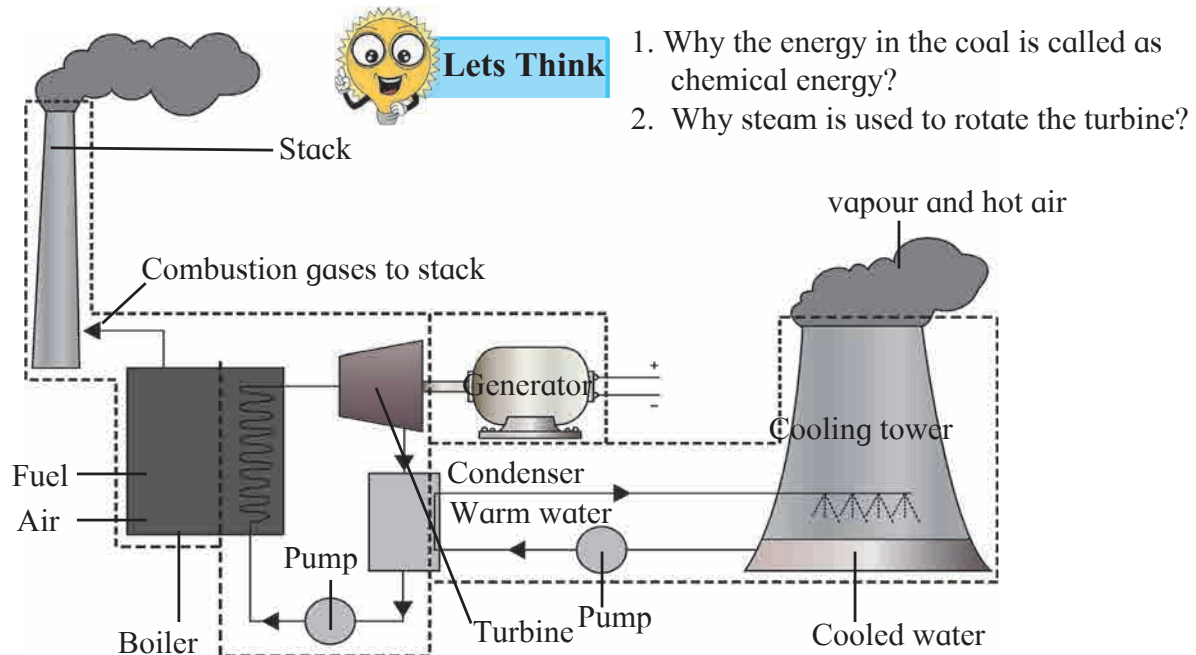 Lets Think
1. Why the energy in the coal is called as
chemical energy?
2. Why steam is used to rotate the turbine?
Stack
vapour and hot air
Combustion gases to stack
Generator
+
−
Cooling tower
Fuel
Air
Condenser
Warm water
Pump
Boiler
Turbine
Pump
Cooled water